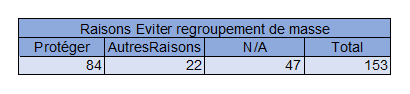 Raisons Eviter regroupement de masse
Protéger AutresRaisons N/A Total
84 22 47 153